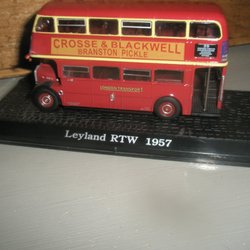 CROSSE & BLACKWELL
BRANSTON PICKLE
LONDON TRANSPORT
Leyland RTW 1957